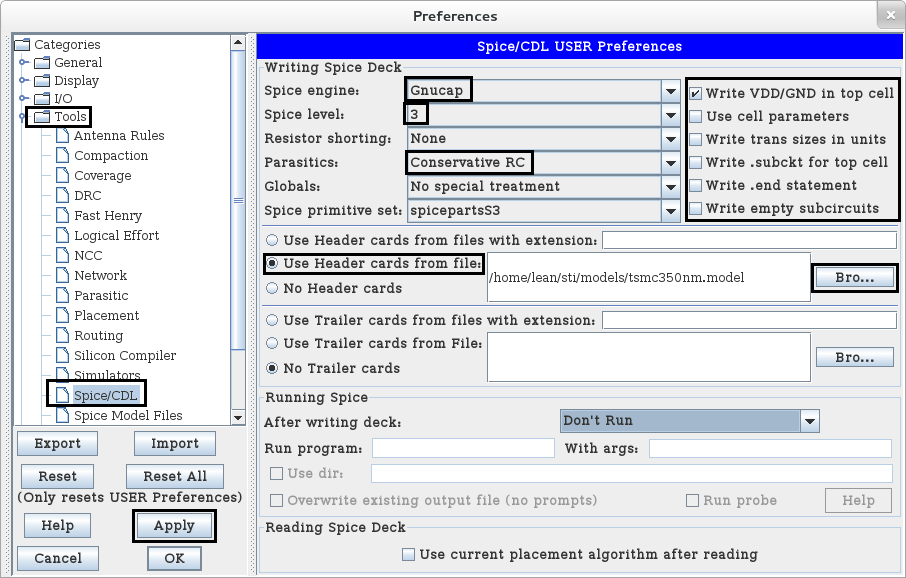 Preferences
Categories
General
Display
I/O
Tools
Antenna Rules
Compaction
Coverage
DRC
Fast Henry
Logical Effort
NCC
Network
Parasitic
Placement
Routing
Silicon Compiler
Simulators
Spice/CDL
Spice Model Files
Export
Import
Reset
Reset All
(Only resets USER Preferences)
Help
Apply
Cancel
OK
Spice/CDL USER Preferences
Writing Spice Deck
Spice engine: Gnucap
Spice level: 3
Resistor shorting: None
Parasitics: Conservative RC
Globals: No special treatment
Spice primitive set: spicepartsS3
Write VDD/GND in top cell
Use cell parameters
Write trans sizes in units
Write .subckt for top cell
Write .end statement
Write empty subcircuits
Use Header cards from files with extension:
Use Header cards from file: /home/lean/sti/models/tsmc350nm.model Bro...
No Header cards
Use Trailer cards from files with extension:
Use Trailer cards from File: Bro...
No Trailer cards
Running Spice
After writing deck: Don't Run
Run program: With args:
Use dir:
Overwrite existing output file (no prompts) Run probe Help
Reading Spice Deck
Use current placement algorithm after reading